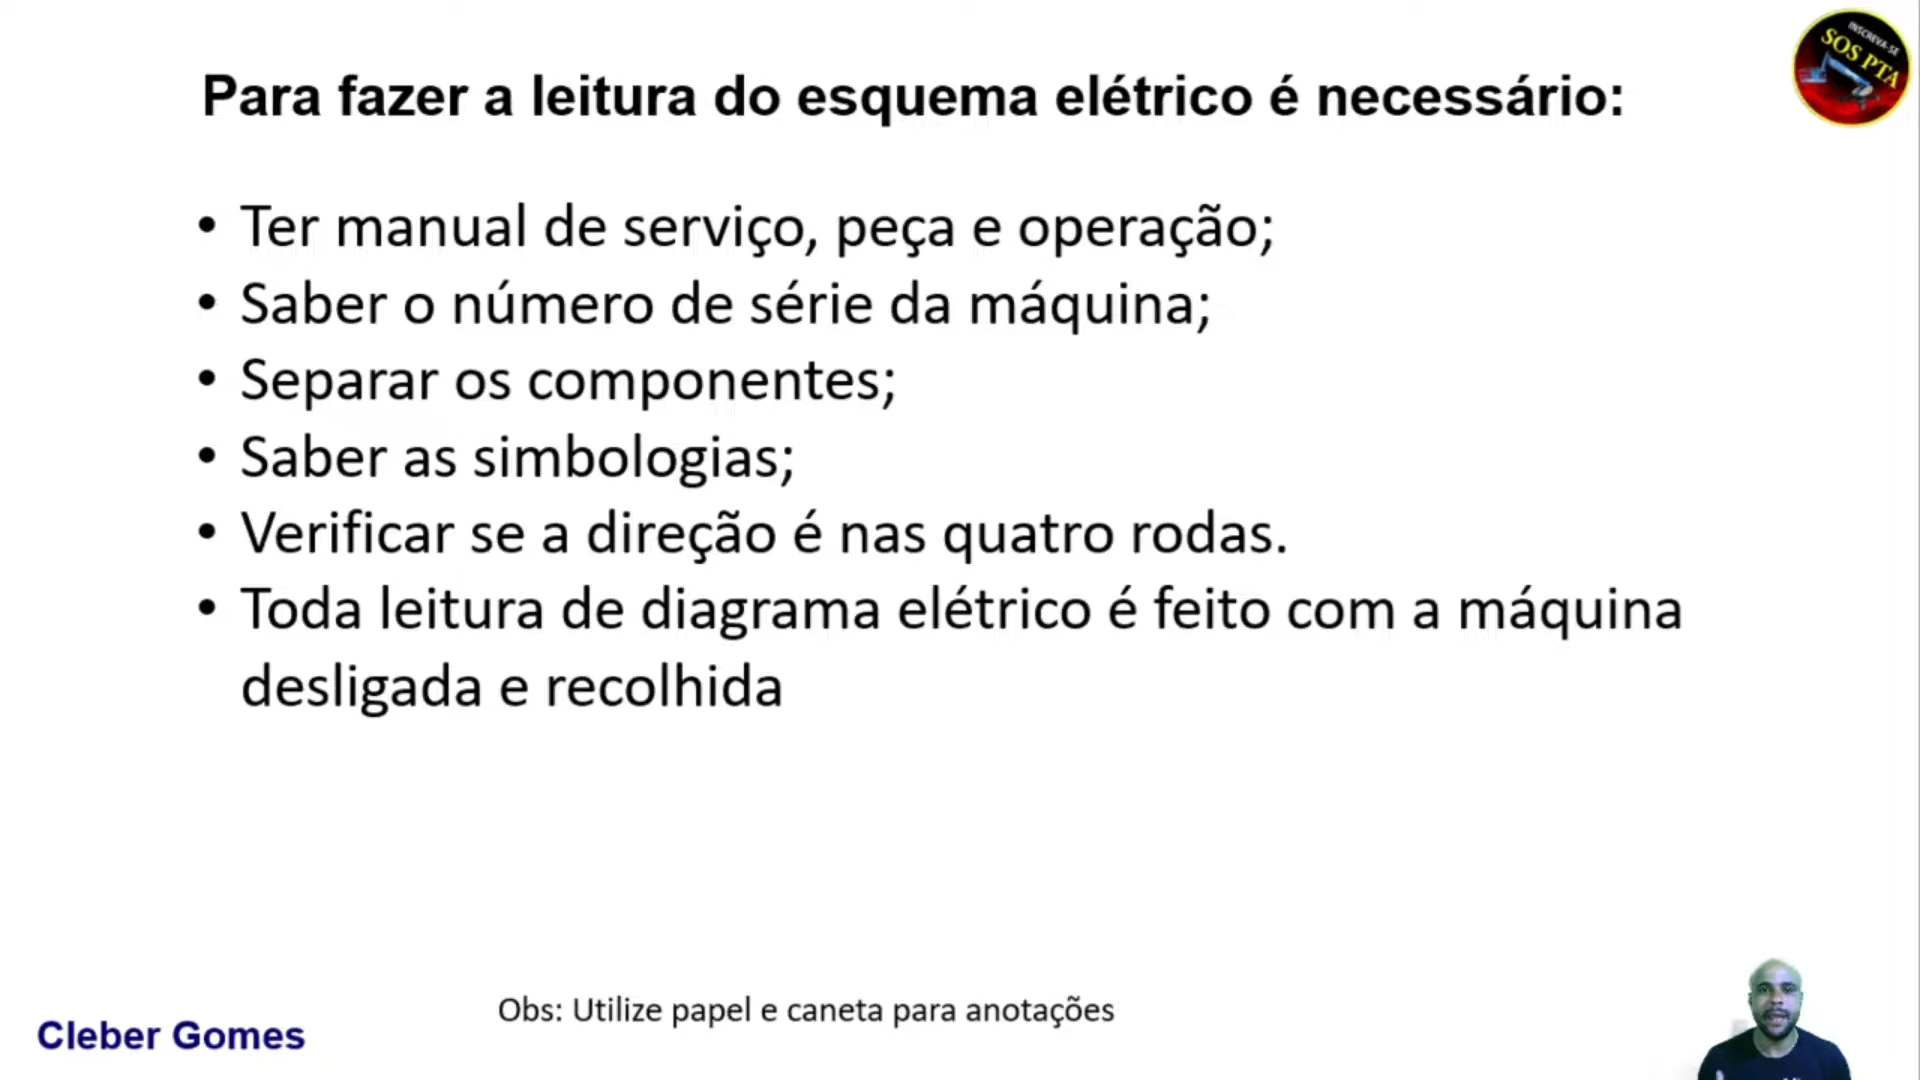 INSCREVA-SE
SOS PTA
Para fazer a leitura do esquema elétrico é necessário:
• Ter manual de serviço, peça e operação;
• Saber o número de série da máquina;
• Separar os componentes;
• Saber as simbologias;
• Verificar se a direção é nas quatro rodas.
• Toda leitura de diagrama elétrico é feito com a máquina
desligada e recolhida
Obs: Utilize papel e caneta para anotações
Cleber Gomes